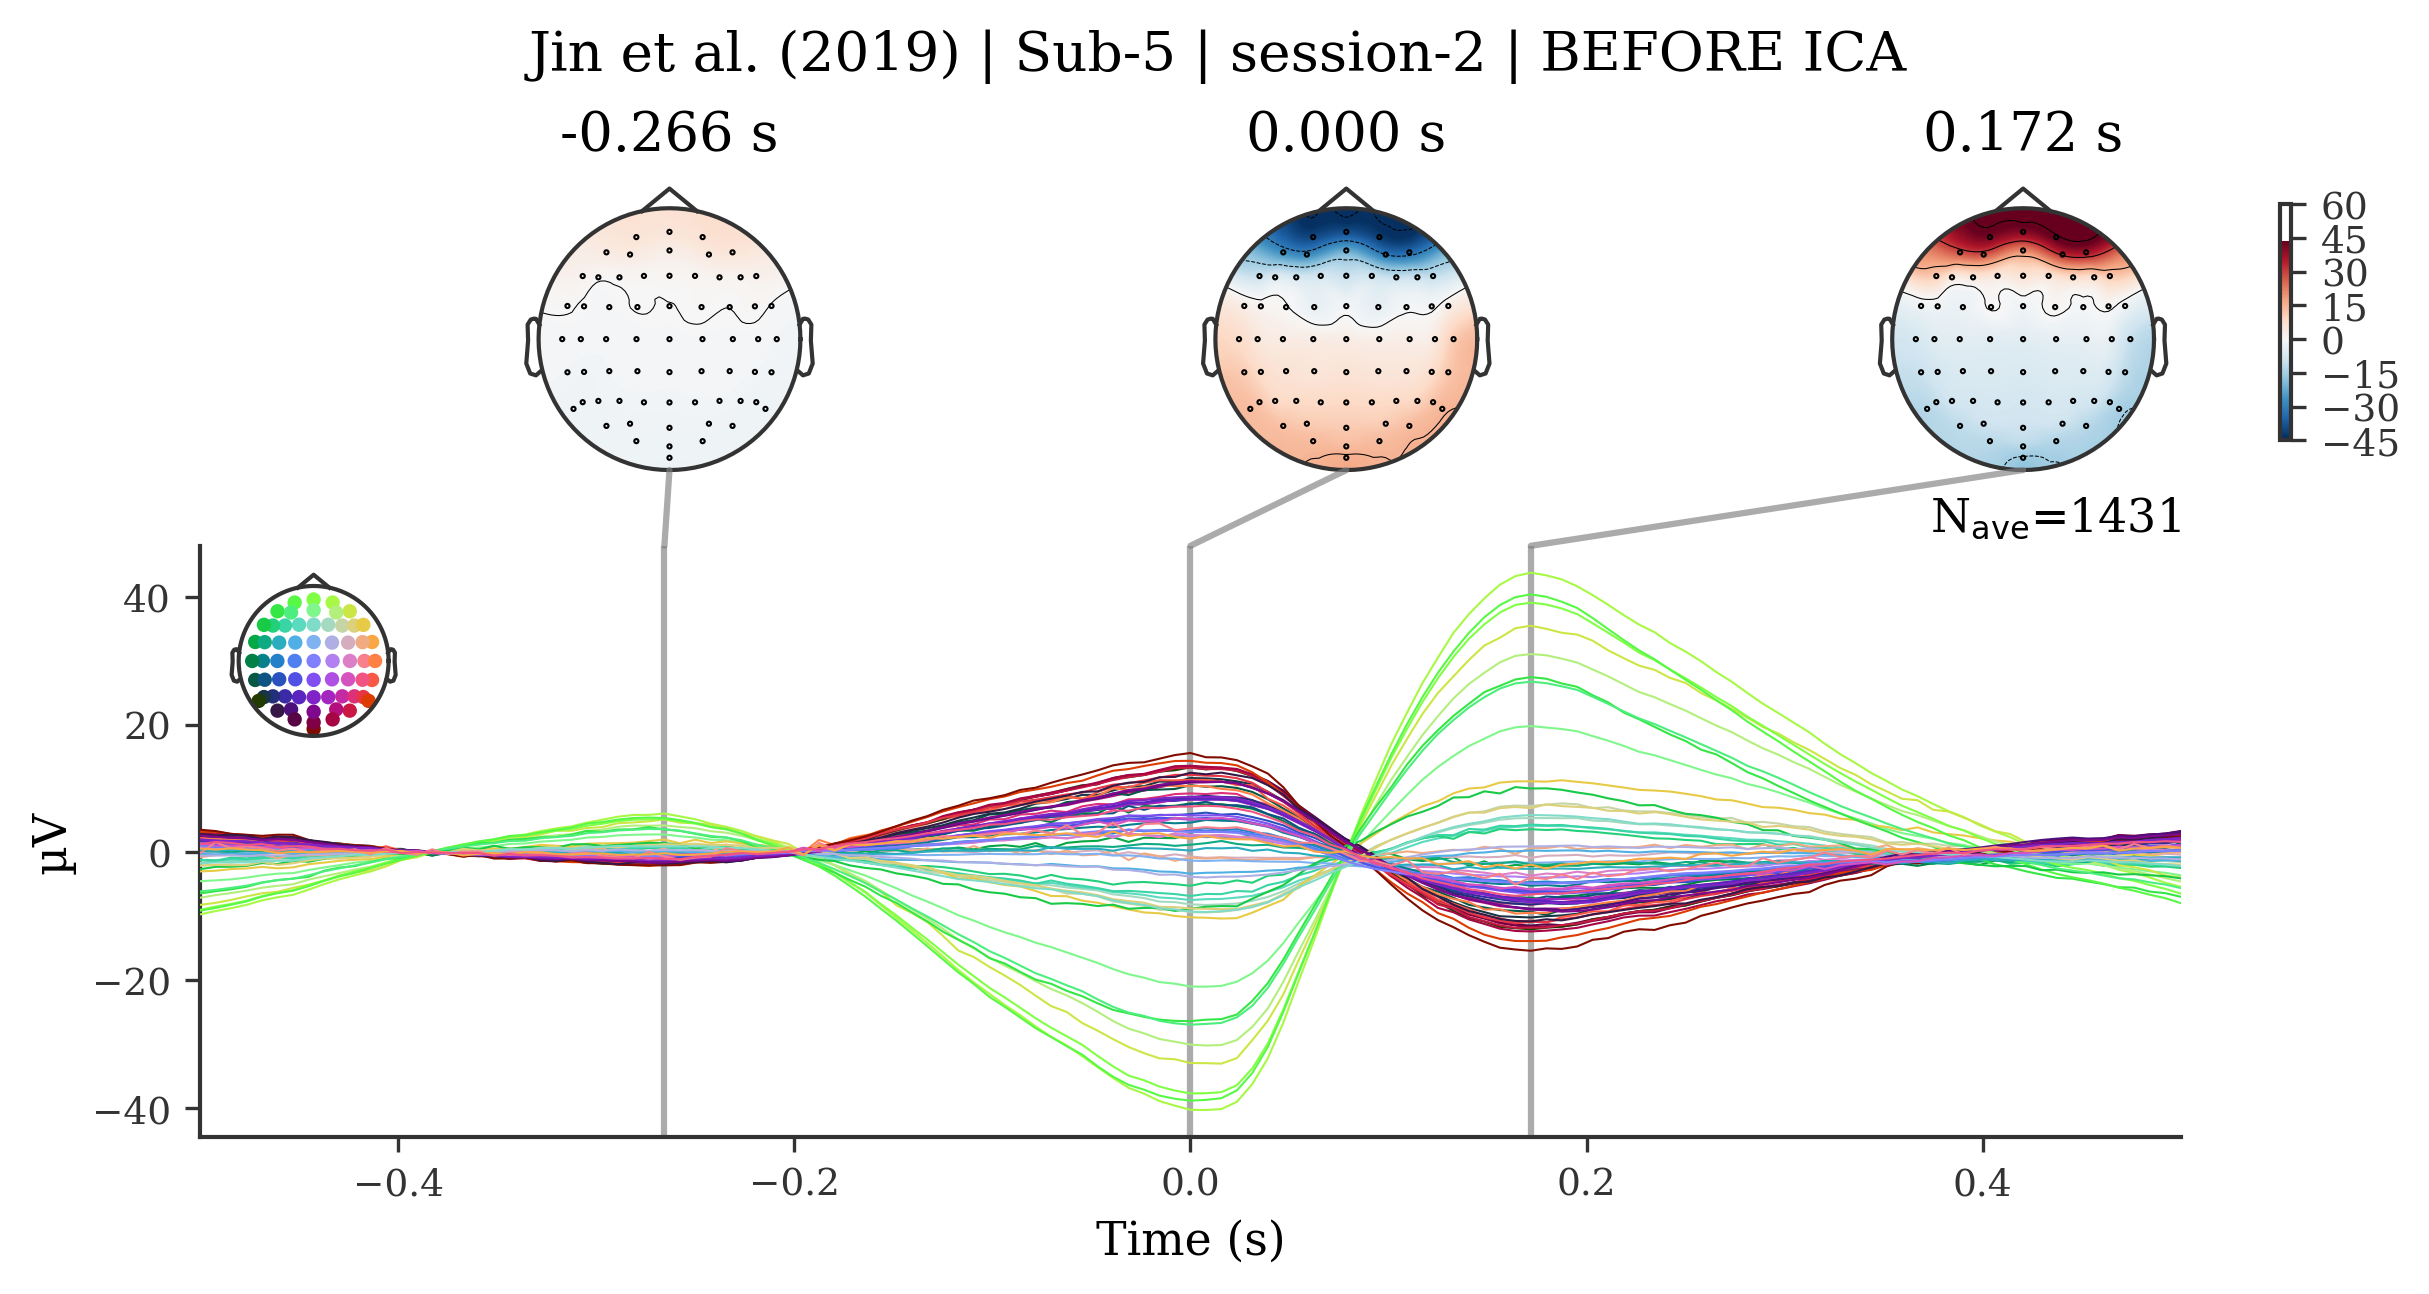 Jin et al. (2019) | Sub-5 | session-2 | BEFORE ICA
-0.266 s
0.000 s
0.172 s
60
45
30
15
0
−15
−30
−45
Nave=1431
40
20
0
−20
−40
µV
−0.4
−0.2
0.0
0.2
0.4
Time (s)